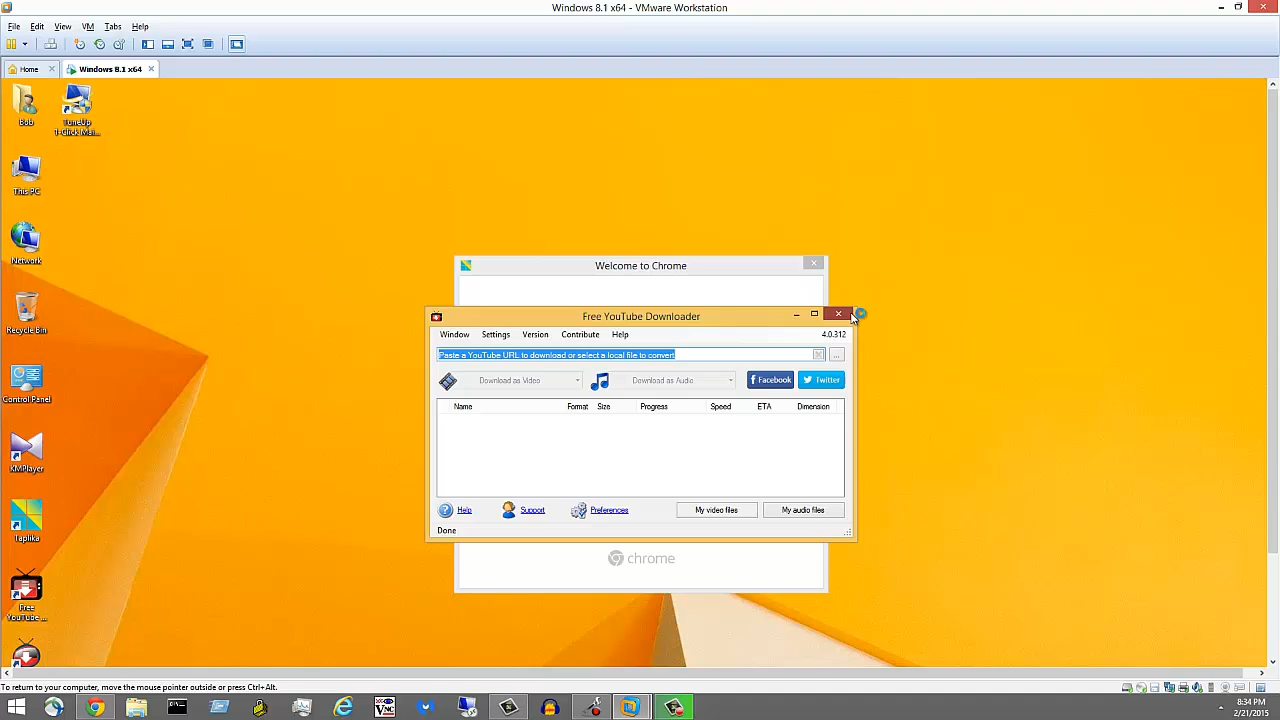 Windows 8.1 x64 - VMware Workstation
File Edit View VM Tabs Help
Home Windows 8.1 x64
Bob
TuneUp
1-Click Mai...
This PC
Network
Recycle Bin
Control Panel
KMPlayer
Taplika
Free
YouTube ...
Welcome to Chrome
Free YouTube Downloader
Window Settings Version Contribute Help 4.0.312
Paste a YouTube URL to download or select a local file to convert
...
Download as Video Download as Audio Facebook Twitter
Name Format Size Progress Speed ETA Dimension
Help Support Preferences My video files My audio files
Done
chrome
To return to your computer, move the mouse pointer outside or press Ctrl+Alt.
8:34 PM
2/21/2015